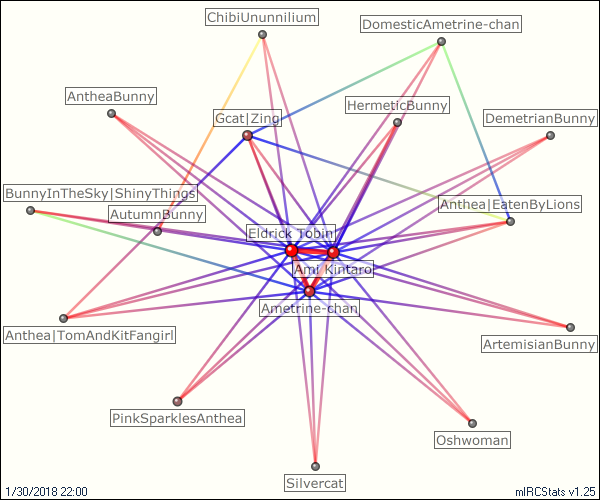 ChibiUnunnilium
DomesticAmetrine-chan
AntheaBunny
HermeticBunny
Gcat|Zing
DemetrianBunny
BunnyInTheSky|ShinyThings
Anthea|EatenByLions
AutumnBunny
Eldrick Tobin
Ami Kintaro
Ametrine-chan
Anthea|TomAndKitFangirl
ArtemisianBunny
PinkSparklesAnthea
Oshwoman
Silvercat
1/30/2018 22:00
mIRCStats v1.25